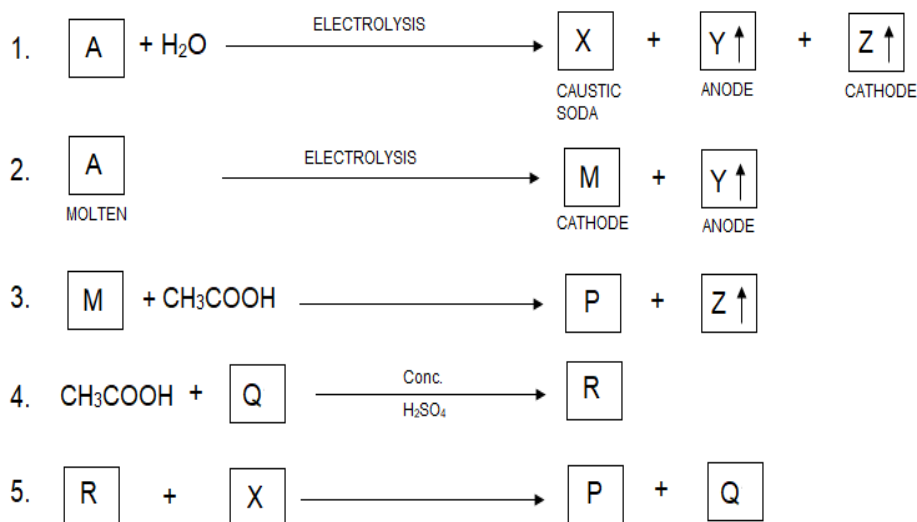 ELECTROLYSIS
1. A + H₂O X + Y↑ + Z↑
CAUSTIC SODA ANODE CATHODE
2. A ELECTROLYSIS M + Y↑
MOLTEN CATHODE ANODE
3. M + CH₃COOH P + Z↑
4. CH₃COOH + Q Conc. H₂SO₄ R
5. R + X P + Q